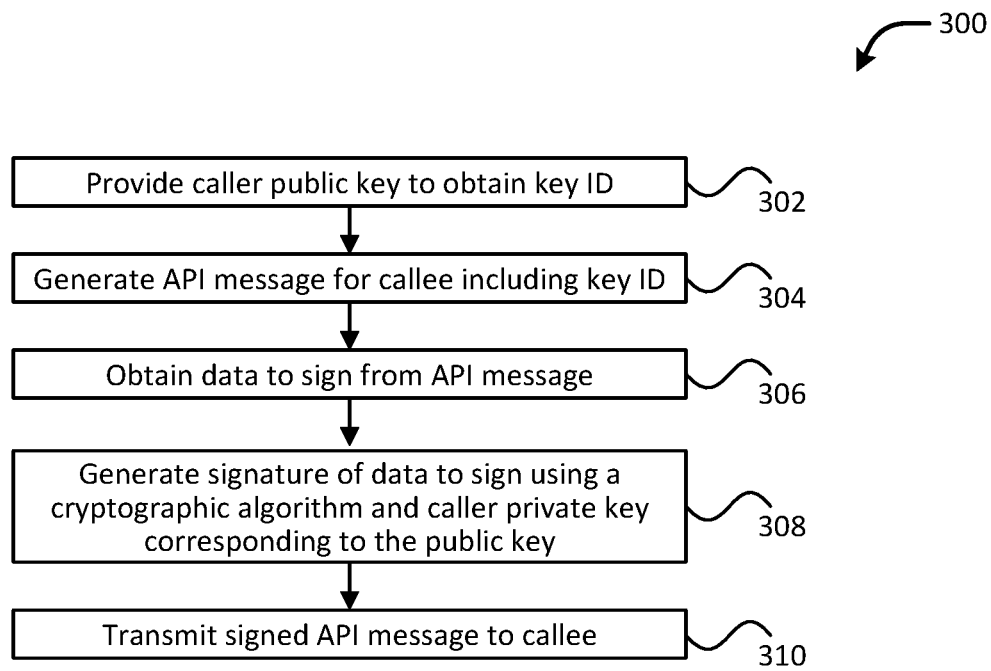 300
Provide caller public key to obtain key ID
302
Generate API message for callee including key ID
304
Obtain data to sign from API message
306
Generate signature of data to sign using a
cryptographic algorithm and caller private key
corresponding to the public key
308
Transmit signed API message to callee
310